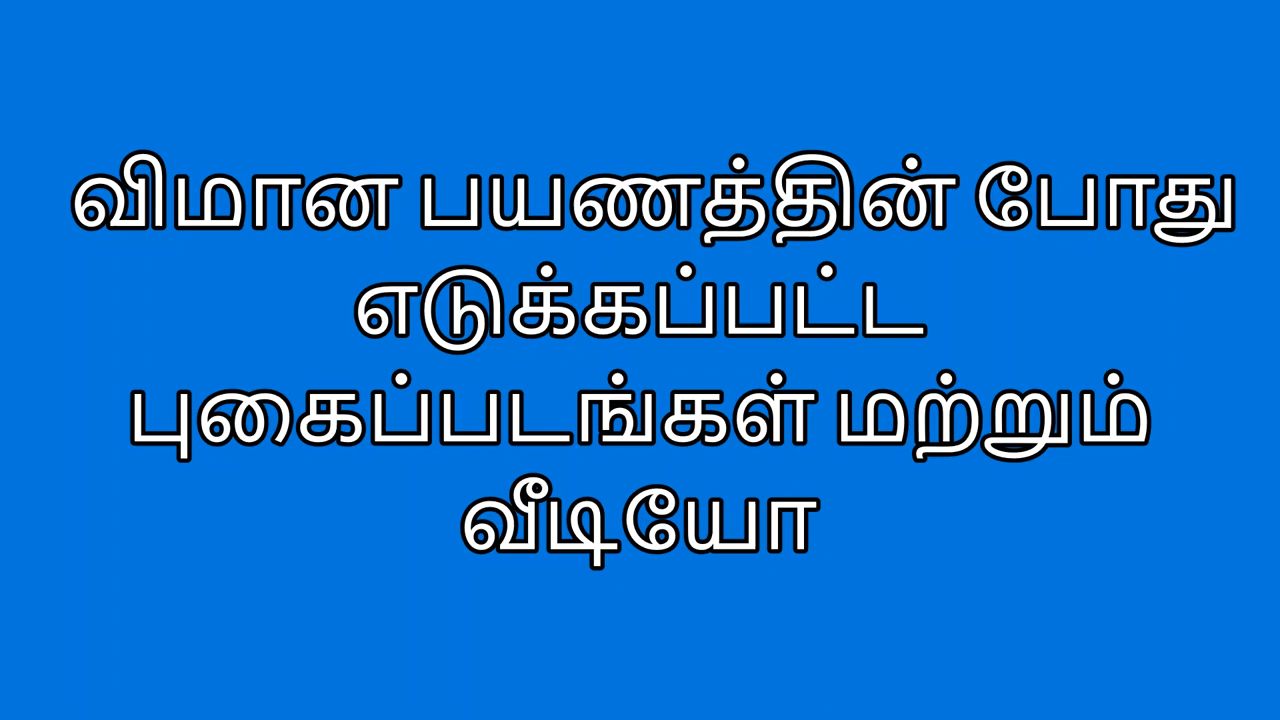 விமான பயணத்தின் போது
எடுக்கப்பட்ட
புகைப்படங்கள் மற்றும்
வீடியோ